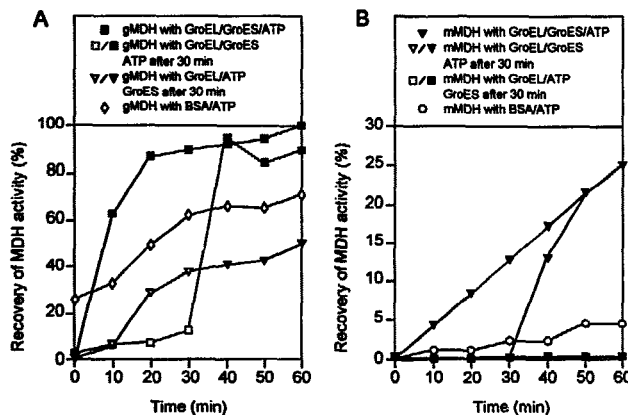 A
■ gMDH with GroEL/GroES/ATP
□/■ gMDH with GroEL/GroES
ATP after 30 min
▽/▼ gMDH with GroEL/ATP
GroES after 30 min
◇ gMDH with BSA/ATP
Recovery of MDH activity (%)
100
80
60
40
20
0
0 10 20 30 40 50 60
Time (min)
B
▼ mMDH with GroEL/GroES/ATP
▽/▼ mMDH with GroEL/GroES
ATP after 30 min
□/■ mMDH with GroEL/ATP
GroES after 30 min
○ mMDH with BSA/ATP
Recovery of MDH activity (%)
30
25
20
15
10
5
0
0 10 20 30 40 50 60
Time (min)